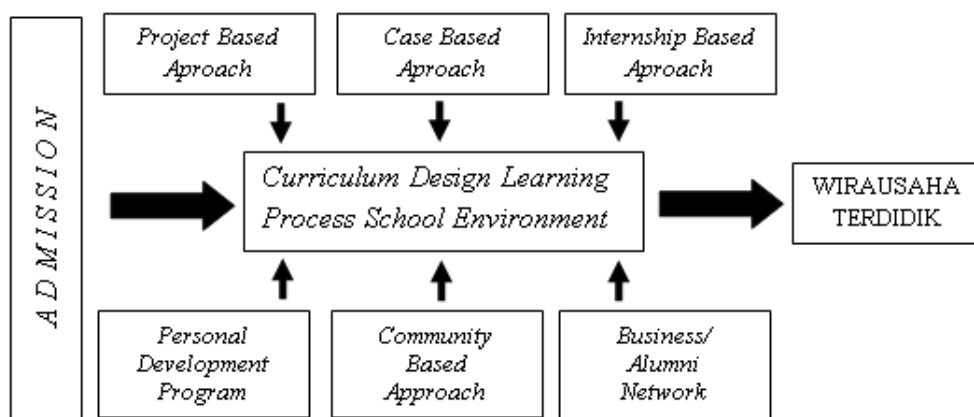 ADMISSION
Project Based
Aproach
Case Based
Aproach
Internship Based
Aproach
Curriculum Design Learning
Process School Environment
WIRAUSAHA
TERDIDIK
Personal
Development
Program
Community
Based
Approach
Business/
Alumni
Network